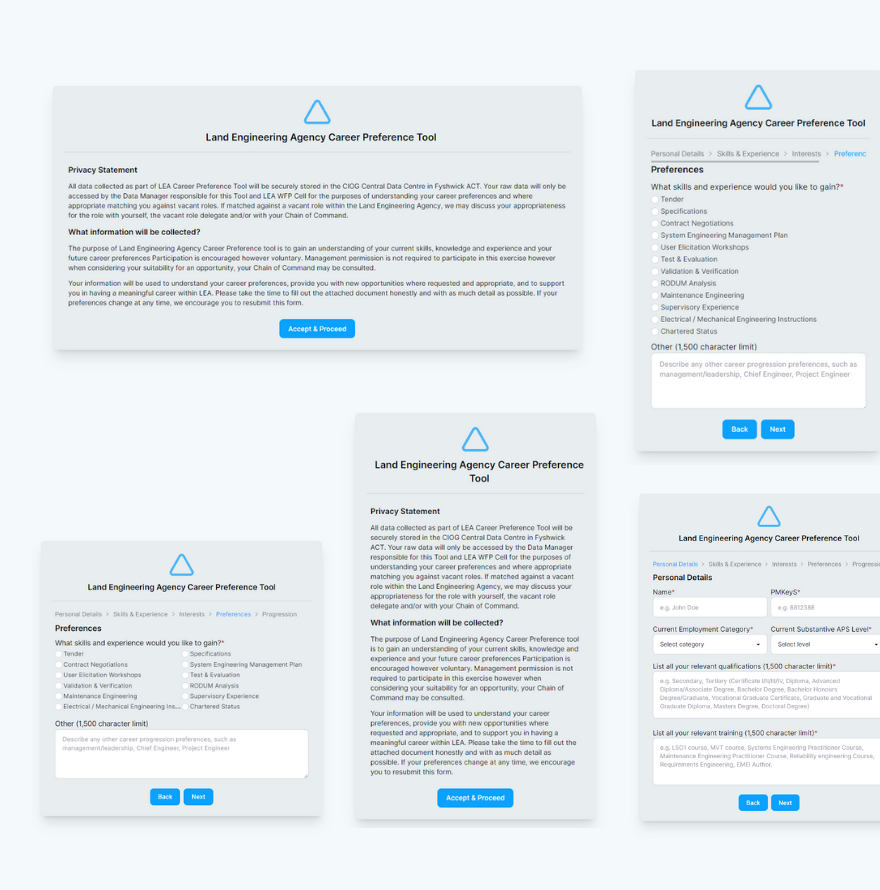 Land Engineering Agency Career Preference Tool
Privacy Statement
All data collected as part of LEA Career Preference Tool will be securely stored in the CIOG Central Data Centre in Fyshwick ACT. Your raw data will only be
accessed by the Data Manager responsible for this Tool and LEA WFP Cell for the purposes of understanding your career preferences and where
appropriate matching you against vacant roles. If matched against a vacant role within the Land Engineering Agency, we may discuss your appropriateness
for the role with yourself, the vacant role delegate and/or with your Chain of Command.
What information will be collected?
The purpose of Land Engineering Agency Career Preference tool is to gain an understanding of your current skills, knowledge and experience and your
future career preferences Participation is encouraged however voluntary. Management permission is not required to participate in this exercise however
when considering your suitability for an opportunity, your Chain of Command may be consulted.
Your information will be used to understand your career preferences, provide you with new opportunities where requested and appropriate, and to support
you in having a meaningful career within LEA. Please take the time to fill out the attached document honestly and with as much detail as possible. If your
preferences change at any time, we encourage you to resubmit this form.
Accept & Proceed
Land Engineering Agency Career Preference Tool
Personal Details > Skills & Experience > Interests > Preferenc
Preferences
What skills and experience would you like to gain?*
Tender
Specifications
Contract Negotiations
System Engineering Management Plan
User Elicitation Workshops
Test & Evaluation
Validation & Verification
RODUM Analysis
Maintenance Engineering
Supervisory Experience
Electrical / Mechanical Engineering Instructions
Chartered Status
Other (1,500 character limit)
Describe any other career progression preferences, such as
management/leadership, Chief Engineer, Project Engineer
Back Next
Land Engineering Agency Career Preference
Tool
Privacy Statement
All data collected as part of LEA Career Preference Tool will be
securely stored in the CIOG Central Data Centre in Fyshwick
ACT. Your raw data will only be accessed by the Data Manager
responsible for this Tool and LEA WFP Cell for the purposes of
understanding your career preferences and where appropriate
matching you against vacant roles. If matched against a vacant
role within the Land Engineering Agency, we may discuss your
appropriateness for the role with yourself, the vacant role
delegate and/or with your Chain of Command.
What information will be collected?
The purpose of Land Engineering Agency Career Preference tool
is to gain an understanding of your current skills, knowledge and
experience and your future career preferences Participation is
encouraged however voluntary. Management permission is not
required to participate in this exercise however when
considering your suitability for an opportunity, your Chain of
Command may be consulted.
Your information will be used to understand your career
preferences, provide you with new opportunities where
requested and appropriate, and to support you in having a
meaningful career within LEA. Please take the time to fill out the
attached document honestly and with as much detail as
possible. If your preferences change at any time, we encourage
you to resubmit this form.
Accept & Proceed
Land Engineering Agency Career Preference Tool
Personal Details > Skills & Experience > Interests > Preferences > Progression
Preferences
What skills and experience would you like to gain?*
Tender Specifications
Contract Negotiations System Engineering Management Plan
User Elicitation Workshops Test & Evaluation
Validation & Verification RODUM Analysis
Maintenance Engineering Supervisory Experience
Electrical / Mechanical Engineering Ins... Chartered Status
Other (1,500 character limit)
Describe any other career progression preferences, such as
management/leadership, Chief Engineer, Project Engineer
Back Next
Land Engineering Agency Career Preference Tool
Personal Details > Skills & Experience > Interests > Preferences > Progressio
Personal Details
Name* PMKeyS*
e.g. John Doe e.g. 8812388
Current Employment Category* Current Substantive APS Level*
Select category Select level
List all your relevant qualifications (1,500 character limit)*
e.g. Secondary, Tertiary (Certificate I/II/III/IV, Diploma, Advanced
Diploma/Associate Degree, Bachelor Degree, Bachelor Honours
Degree/Graduate, Vocational Graduate Certificate, Graduate and Vocational
Graduate Diploma, Masters Degree, Doctoral Degree)
List all your relevant training (1,500 character limit)*
e.g. LSO1 course, MVT course, Systems Engineering Practitioner Course,
Maintenance Engineering Practitioner Course, Reliability engineering Course,
Requirements Engineering, EMEI Author.
Back Next